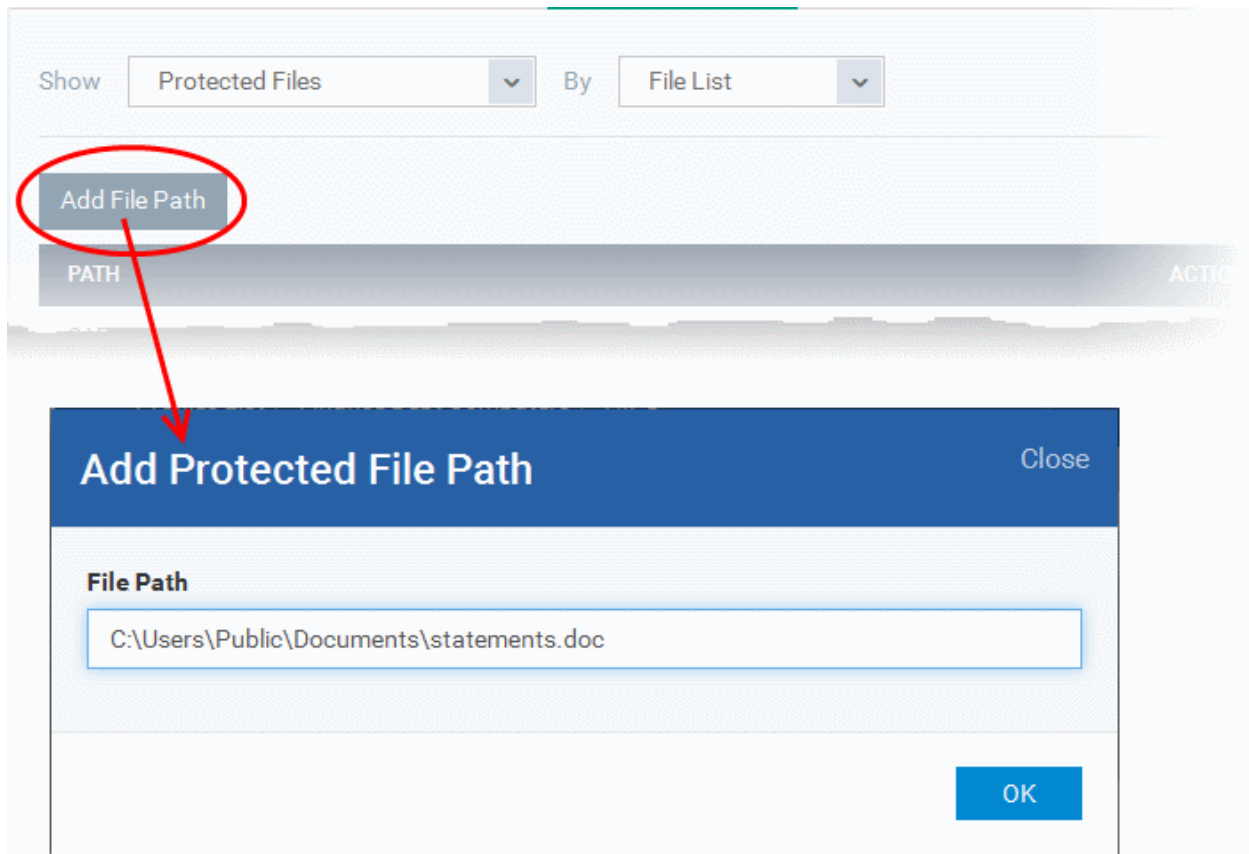 Show Protected Files By File List
Add File Path
PATH
Add Protected File Path Close
File Path
C:\Users\Public\Documents\statements.doc
OK